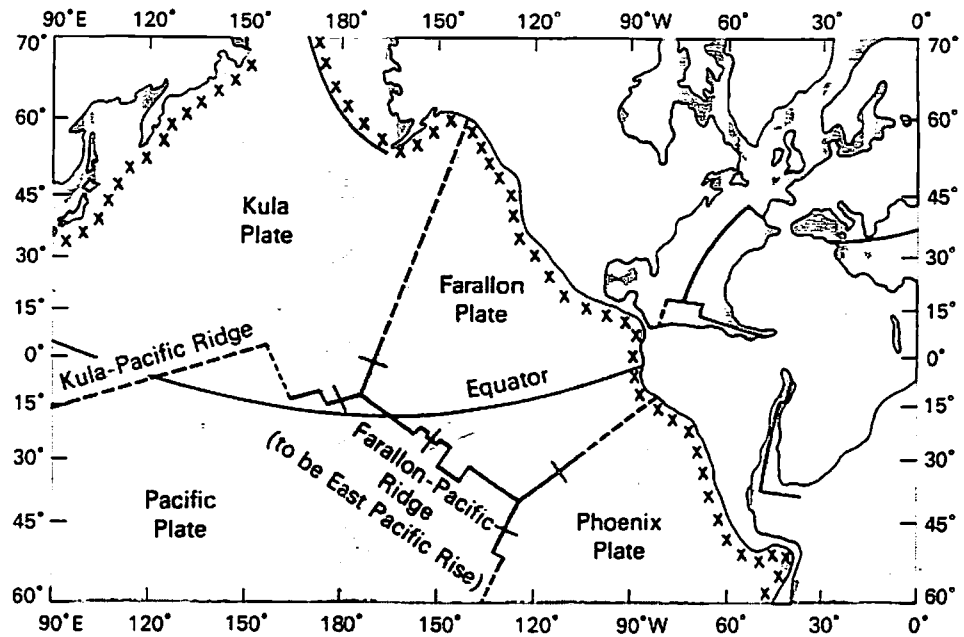 90°E 120° 150° 180° 150° 120° 90°W 60° 30° 0°
70° 70°
60° 60°
45° 45°
30° 30°
15° 15°
0° 0°
15° 15°
30° 30°
45° 45°
60° 60°
Kula
Plate
Farallon
Plate
Kula-Pacific Ridge
Equator
Farallon-Pacific
Ridge
(to be East Pacific Rise)
Pacific
Plate
Phoenix
Plate
90°E 120° 150° 180° 150° 120° 90°W 60° 30° 0°
x x x x x x x x x x x x x x x